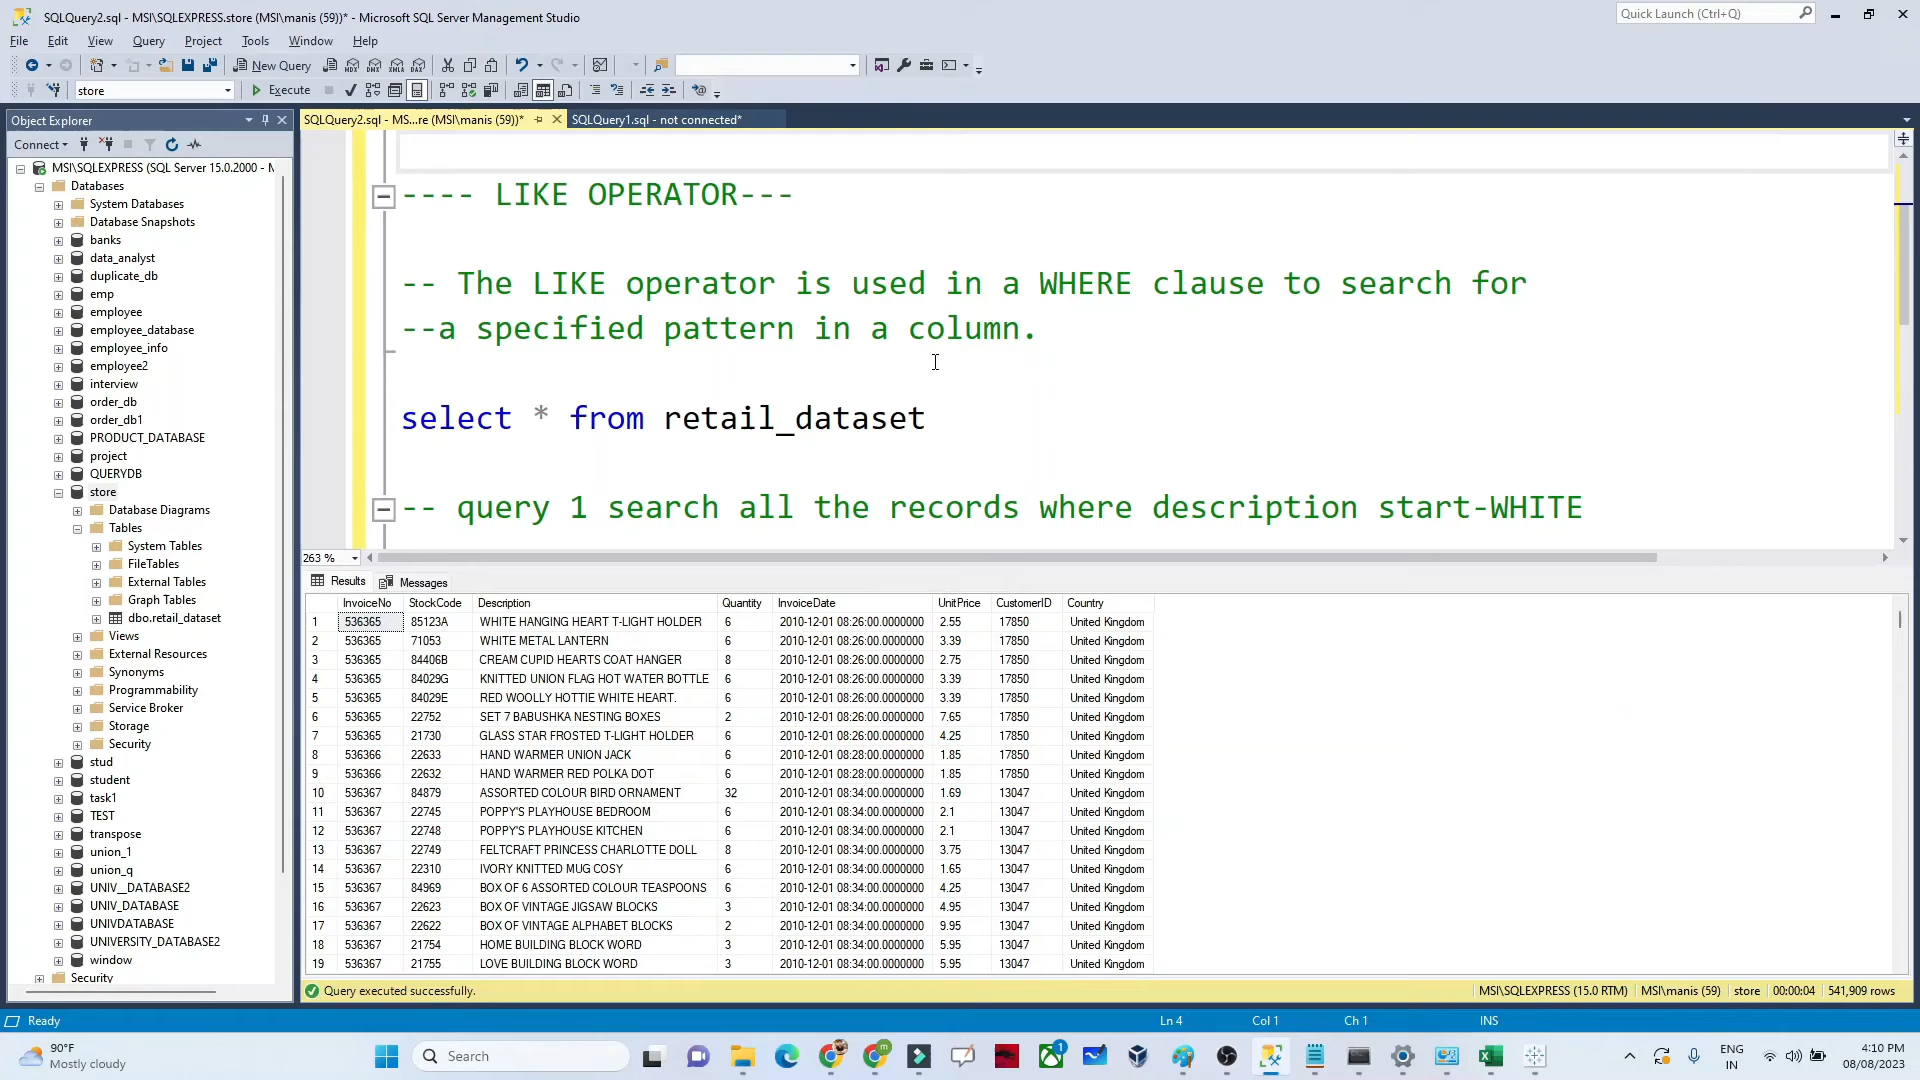 SQLQuery2.sql - MSI\SQLEXPRESS.store (MSI\manis (59))* - Microsoft SQL Server Management Studio
Quick Launch (Ctrl+Q)
File Edit View Query Project Tools Window Help
New Query
MDX DMX XMLA DAX
store Execute
Object Explorer
SQLQuery2.sql - MS...re (MSI\manis (59))* SQLQuery1.sql - not connected*
Connect
MSI\SQLEXPRESS (SQL Server 15.0.2000 - M
Databases
System Databases
Database Snapshots
banks
data_analyst
duplicate_db
emp
employee
employee_database
employee_info
employee2
interview
order_db
order_db1
PRODUCT_DATABASE
project
QUERYDB
store
Database Diagrams
Tables
System Tables
FileTables
External Tables
Graph Tables
dbo.retail_dataset
Views
External Resources
Synonyms
Programmability
Service Broker
Storage
Security
stud
student
task1
TEST
transpose
union_1
union_q
UNIV__DATABASE2
UNIV_DATABASE
UNIVDATABASE
UNIVERSITY_DATABASE2
window
Security
---- LIKE OPERATOR---
-- The LIKE operator is used in a WHERE clause to search for
--a specified pattern in a column.
select * from retail_dataset
-- query 1 search all the records where description start-WHITE
263 %
Results Messages
InvoiceNo StockCode Description Quantity InvoiceDate UnitPrice CustomerID Country
1 536365 85123A WHITE HANGING HEART T-LIGHT HOLDER 6 2010-12-01 08:26:00.0000000 2.55 17850 United Kingdom
2 536365 71053 WHITE METAL LANTERN 6 2010-12-01 08:26:00.0000000 3.39 17850 United Kingdom
3 536365 84406B CREAM CUPID HEARTS COAT HANGER 8 2010-12-01 08:26:00.0000000 2.75 17850 United Kingdom
4 536365 84029G KNITTED UNION FLAG HOT WATER BOTTLE 6 2010-12-01 08:26:00.0000000 3.39 17850 United Kingdom
5 536365 84029E RED WOOLLY HOTTIE WHITE HEART. 6 2010-12-01 08:26:00.0000000 3.39 17850 United Kingdom
6 536365 22752 SET 7 BABUSHKA NESTING BOXES 2 2010-12-01 08:26:00.0000000 7.65 17850 United Kingdom
7 536365 21730 GLASS STAR FROSTED T-LIGHT HOLDER 6 2010-12-01 08:26:00.0000000 4.25 17850 United Kingdom
8 536366 22633 HAND WARMER UNION JACK 6 2010-12-01 08:28:00.0000000 1.85 17850 United Kingdom
9 536366 22632 HAND WARMER RED POLKA DOT 6 2010-12-01 08:28:00.0000000 1.85 17850 United Kingdom
10 536367 84879 ASSORTED COLOUR BIRD ORNAMENT 32 2010-12-01 08:34:00.0000000 1.69 13047 United Kingdom
11 536367 22745 POPPY'S PLAYHOUSE BEDROOM 6 2010-12-01 08:34:00.0000000 2.1 13047 United Kingdom
12 536367 22748 POPPY'S PLAYHOUSE KITCHEN 6 2010-12-01 08:34:00.0000000 2.1 13047 United Kingdom
13 536367 22749 FELTCRAFT PRINCESS CHARLOTTE DOLL 8 2010-12-01 08:34:00.0000000 3.75 13047 United Kingdom
14 536367 22310 IVORY KNITTED MUG COSY 6 2010-12-01 08:34:00.0000000 1.65 13047 United Kingdom
15 536367 84969 BOX OF 6 ASSORTED COLOUR TEASPOONS 6 2010-12-01 08:34:00.0000000 4.25 13047 United Kingdom
16 536367 22623 BOX OF VINTAGE JIGSAW BLOCKS 3 2010-12-01 08:34:00.0000000 4.95 13047 United Kingdom
17 536367 22622 BOX OF VINTAGE ALPHABET BLOCKS 2 2010-12-01 08:34:00.0000000 9.95 13047 United Kingdom
18 536367 21754 HOME BUILDING BLOCK WORD 3 2010-12-01 08:34:00.0000000 5.95 13047 United Kingdom
19 536367 21755 LOVE BUILDING BLOCK WORD 3 2010-12-01 08:34:00.0000000 5.95 13047 United Kingdom
Query executed successfully. MSI\SQLEXPRESS (15.0 RTM) MSI\manis (59) store 00:00:04 541,909 rows
Ready Ln 4 Col 1 Ch 1 INS
90°F
Mostly cloudy
Search
1
ENG
IN
4:10 PM
08/08/2023